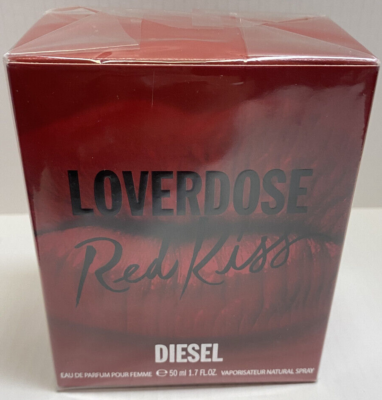 LOVERDOSE
Red Kiss
DIESEL
EAU DE PARFUM POUR FEMME e 50 ml 1.7 FL.OZ. VAPORISATEUR NATURAL SPRAY